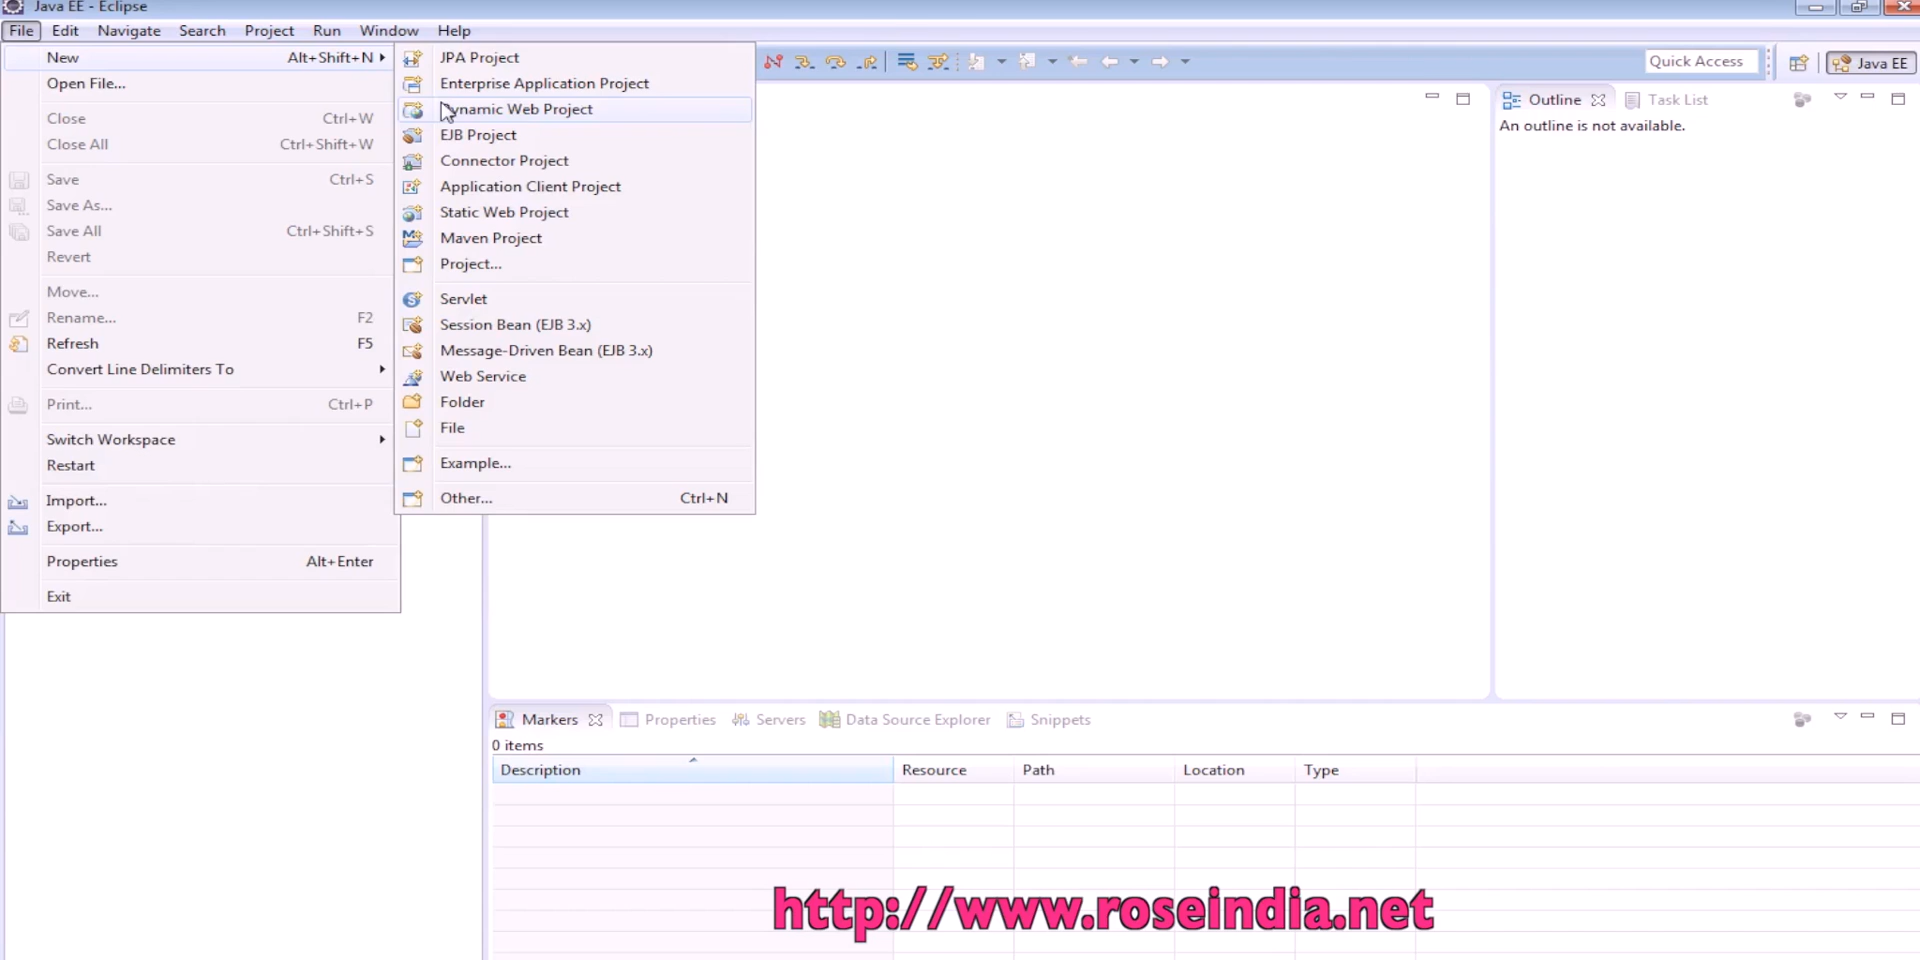 Java EE - Eclipse
File Edit Navigate Search Project Run Window Help
New Alt+Shift+N
Open File...
Close Ctrl+W
Close All Ctrl+Shift+W
Save Ctrl+S
Save As...
Save All Ctrl+Shift+S
Revert
Move...
Rename... F2
Refresh F5
Convert Line Delimiters To
Print... Ctrl+P
Switch Workspace
Restart
Import...
Export...
Properties Alt+Enter
Exit
JPA Project
Enterprise Application Project
Dynamic Web Project
EJB Project
Connector Project
Application Client Project
Static Web Project
Maven Project
Project...
Servlet
Session Bean (EJB 3.x)
Message-Driven Bean (EJB 3.x)
Web Service
Folder
File
Example...
Other... Ctrl+N
Quick Access Java EE
Outline Task List
An outline is not available.
Markers Properties Servers Data Source Explorer Snippets
0 items
Description Resource Path Location Type
http://www.roseindia.net